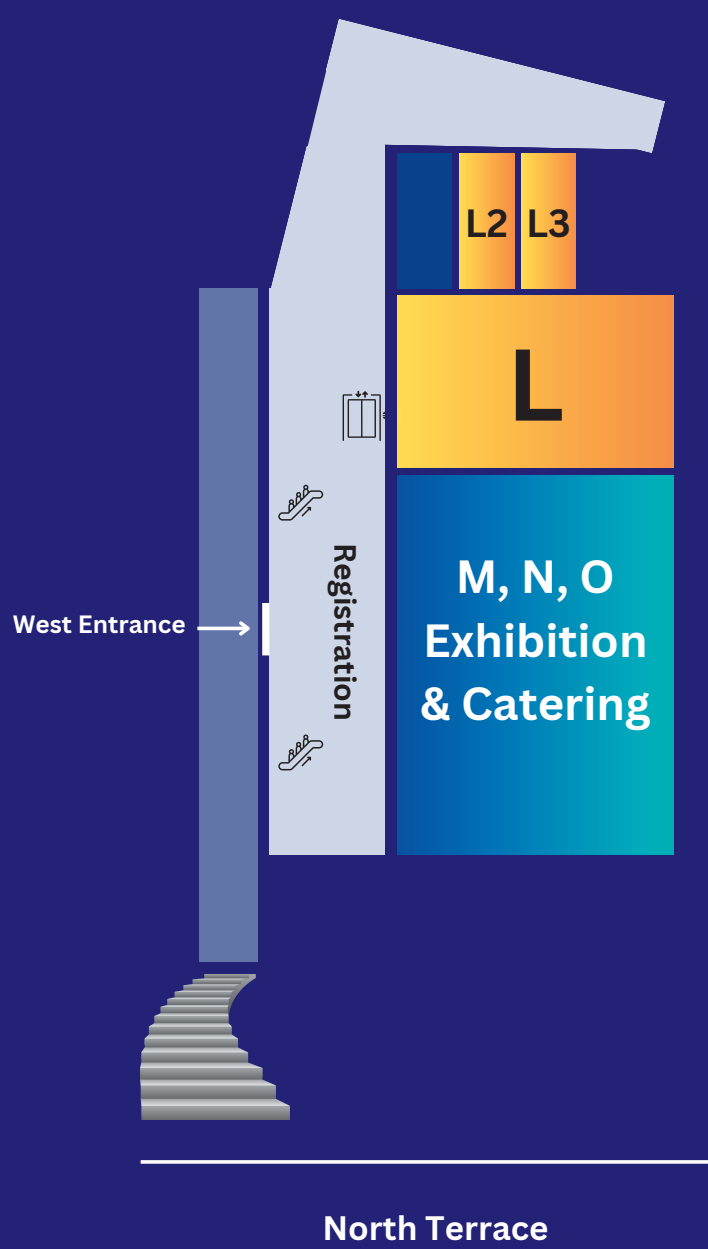 L2
L3
L
M, N, O
Exhibition
& Catering
Registration
West Entrance
North Terrace